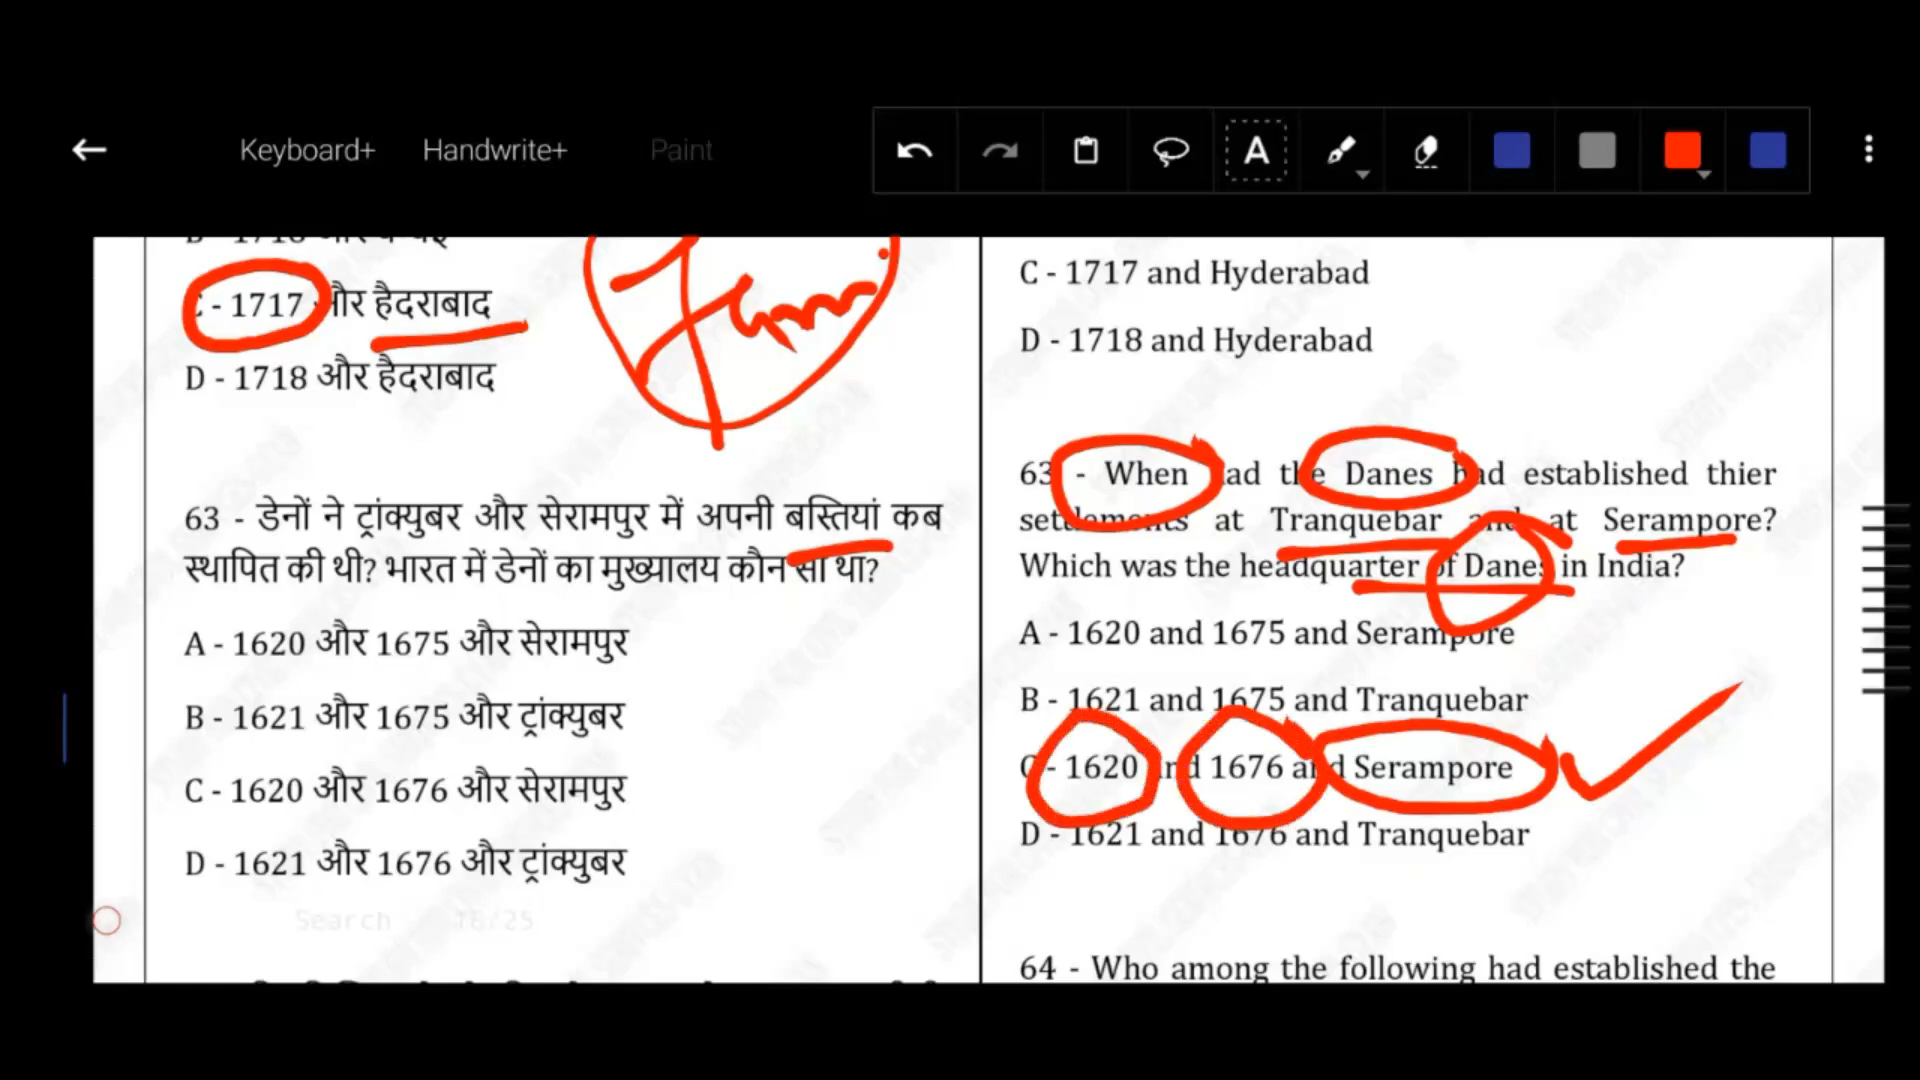 Keyboard+ Handwrite+ Paint A
C - 1717 और हैदराबाद
D - 1718 और हैदराबाद
63 - डेनों ने ट्रांक्युबर और सेरामपुर में अपनी बस्तियां कब
स्थापित की थी? भारत में डेनों का मुख्यालय कौन सा था?
A - 1620 और 1675 और सेरामपुर
B - 1621 और 1675 और ट्रांक्युबर
C - 1620 और 1676 और सेरामपुर
D - 1621 और 1676 और ट्रांक्युबर
Search 18/25
C - 1717 and Hyderabad
D - 1718 and Hyderabad
63 - When had the Danes had established thier
settlements at Tranquebar and at Serampore?
Which was the headquarter of Danes in India?
A - 1620 and 1675 and Serampore
B - 1621 and 1675 and Tranquebar
C - 1620 and 1676 and Serampore
D - 1621 and 1676 and Tranquebar
64 - Who among the following had established the